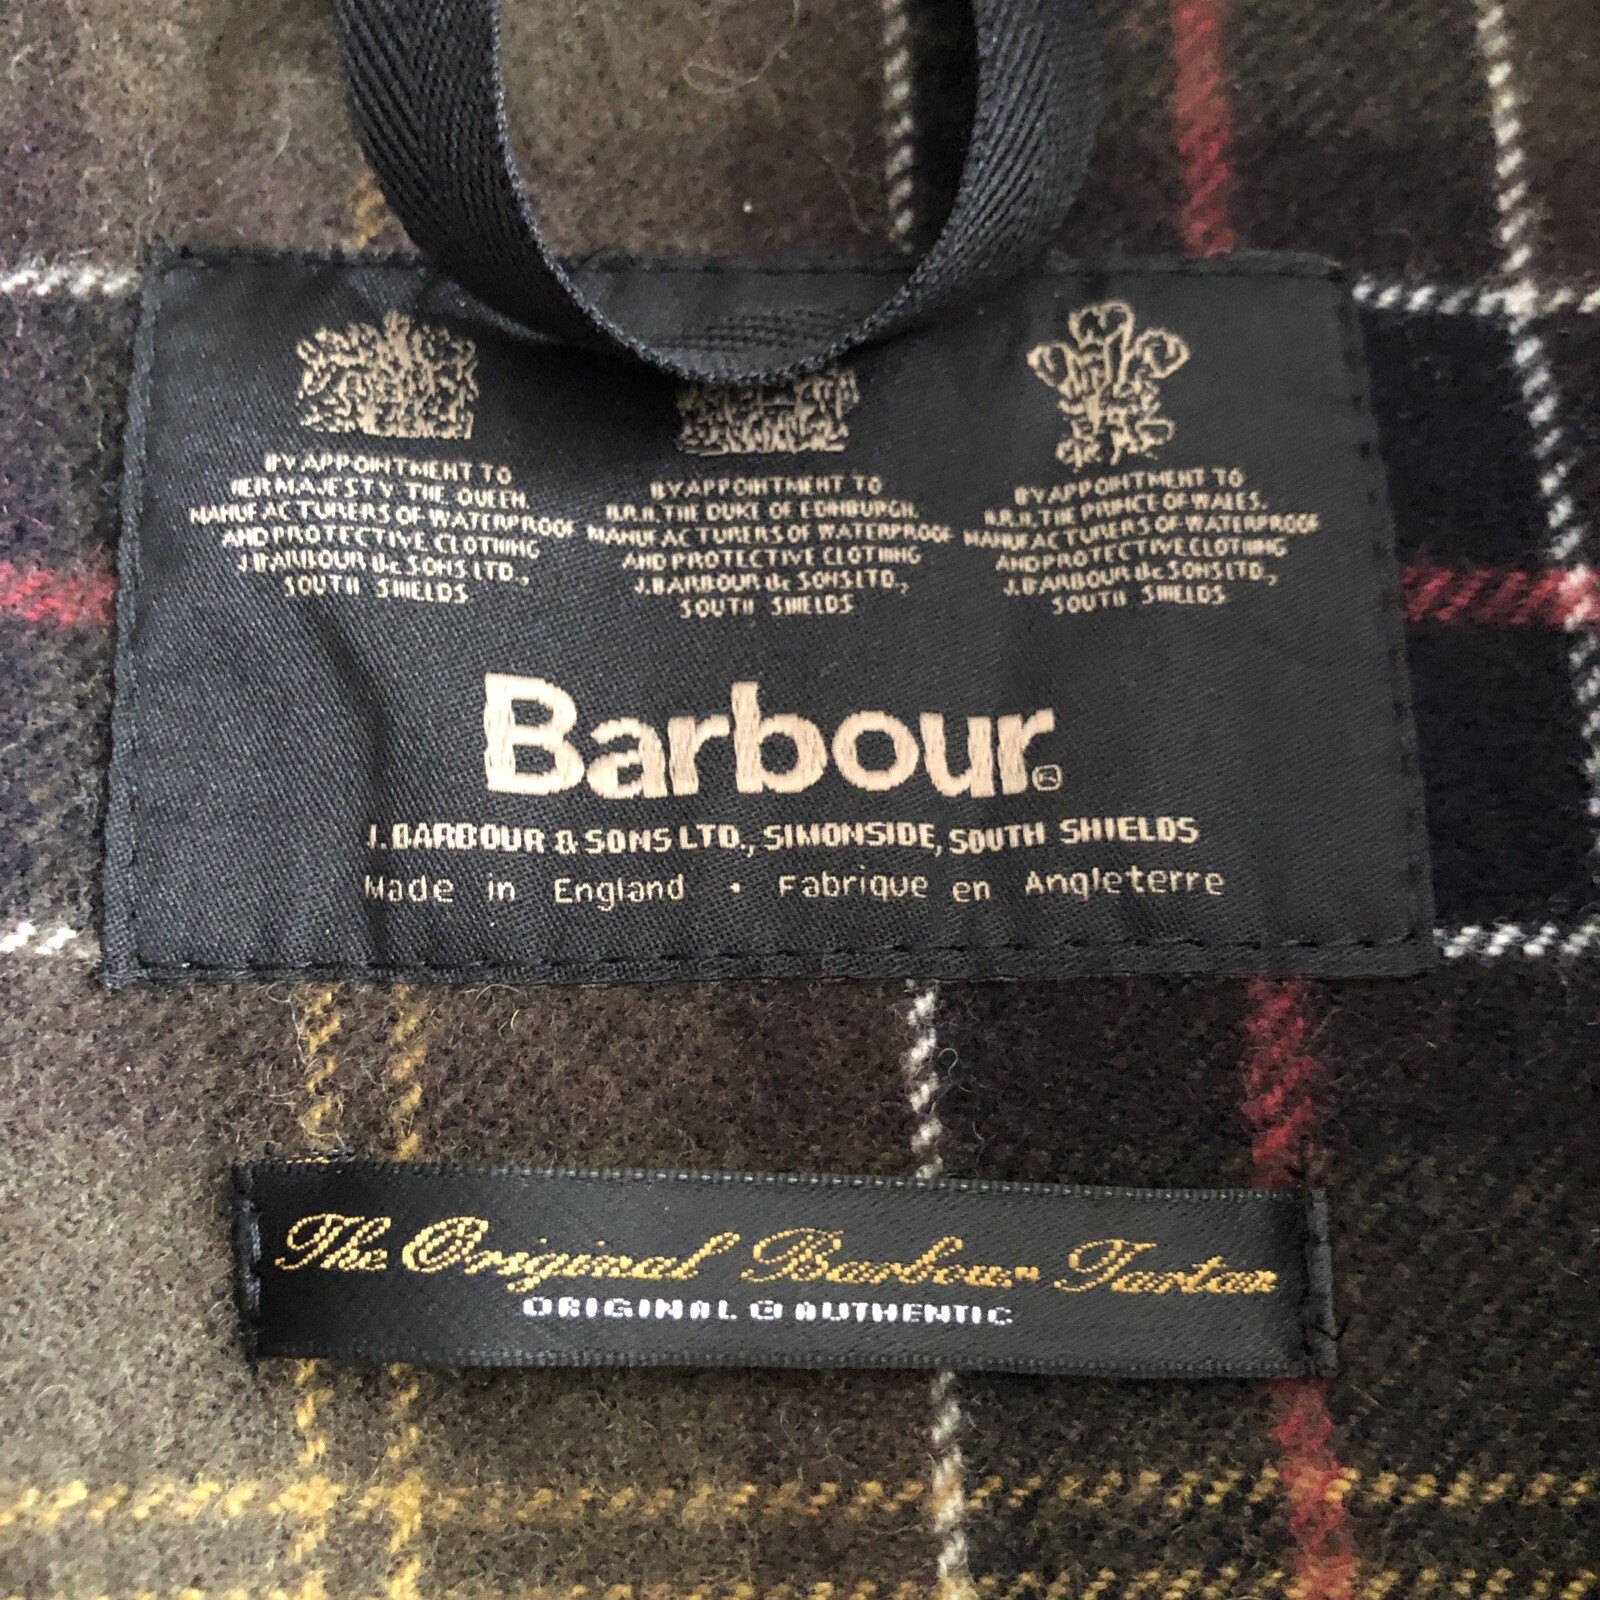 BY APPOINTMENT TO
HER MAJESTY THE QUEEN.
MANUFACTURERS OF WATERPROOF
AND PROTECTIVE CLOTHING
J.BARBOUR & SONS LTD.,
SOUTH SHIELDS
BY APPOINTMENT TO
H.R.H. THE DUKE OF EDINBURGH.
MANUFACTURERS OF WATERPROOF
AND PROTECTIVE CLOTHING
J.BARBOUR & SONS LTD.,
SOUTH SHIELDS
BY APPOINTMENT TO
H.R.H. THE PRINCE OF WALES.
MANUFACTURERS OF WATERPROOF
AND PROTECTIVE CLOTHING
J.BARBOUR & SONS LTD.,
SOUTH SHIELDS
Barbour®
J. BARBOUR & SONS LTD., SIMONSIDE, SOUTH SHIELDS
Made in England • Fabrique en Angleterre
The Original Barbour Tartan
ORIGINAL & AUTHENTIC